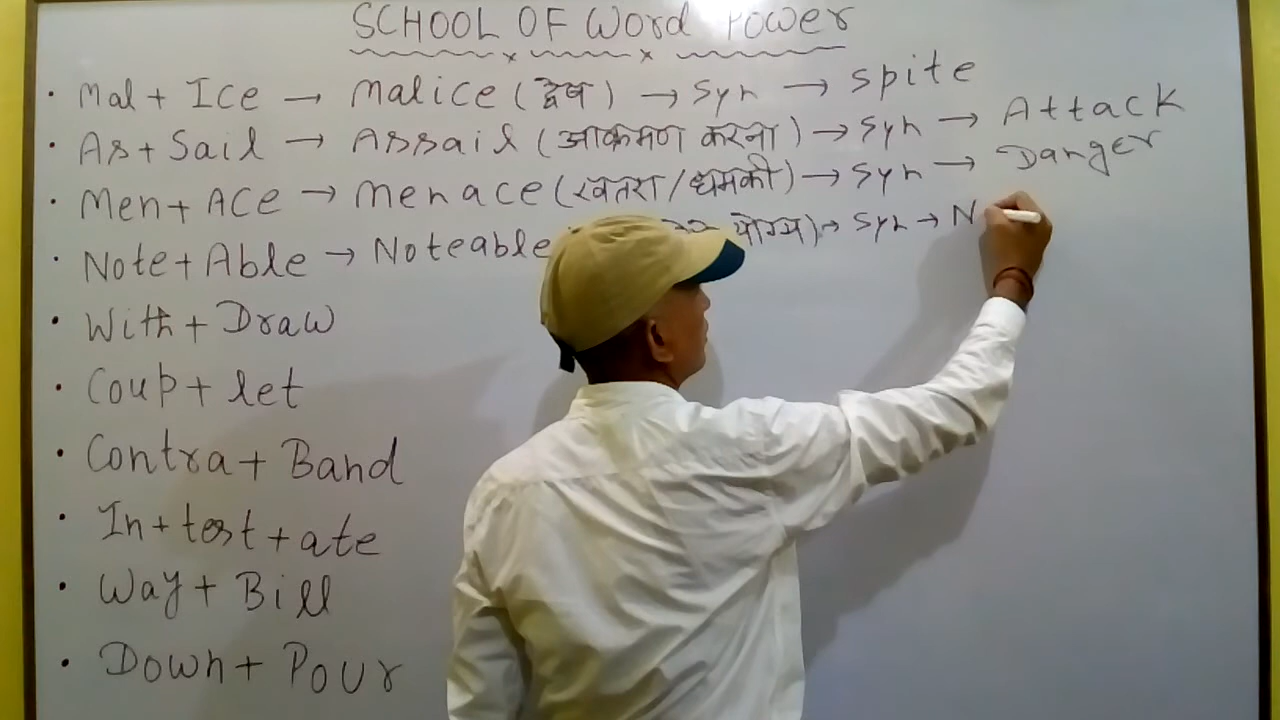 SCHOOL OF Word Power
• Mal + Ice → Malice (द्वेष) → Syn → Spite
• As + Sail → Assail (आक्रमण करना) → Syn → Attack
• Men + ACe → Menace (खतरा/धमकी) → Syn → Danger
• Note + Able → Noteable योग्य) → Syn → N
• With + Draw
• Coup + let
• Contra + Band
• In + test + ate
• Way + Bill
• Down + Pour